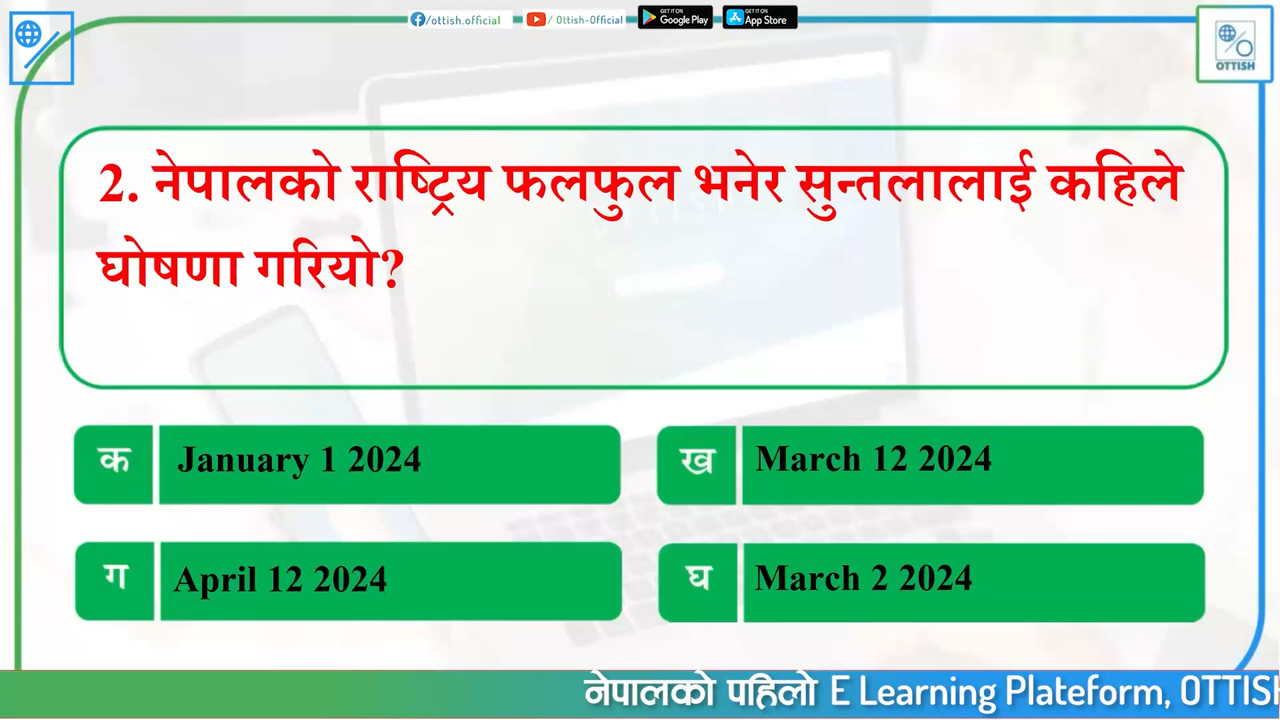 /ottish.official
/ Ottish-Official
GET IT ON
Google Play
GET IT ON
App Store
OTTISH
2. नेपालको राष्ट्रिय फलफुल भनेर सुन्तलालाई कहिले
घोषणा गरियो?
क January 1 2024
ख March 12 2024
ग April 12 2024
घ March 2 2024
नेपालको पहिलो E Learning Plateform, OTTISH